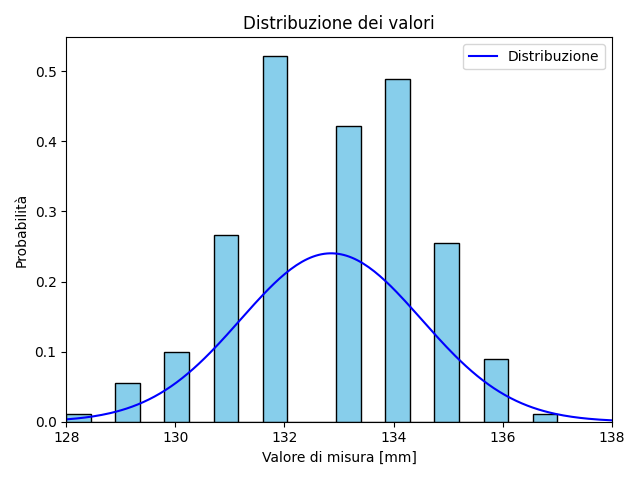 Distribuzione dei valori
Distribuzione
Probabilità
0.5
0.4
0.3
0.2
0.1
0.0
128 130 132 134 136 138
Valore di misura [mm]